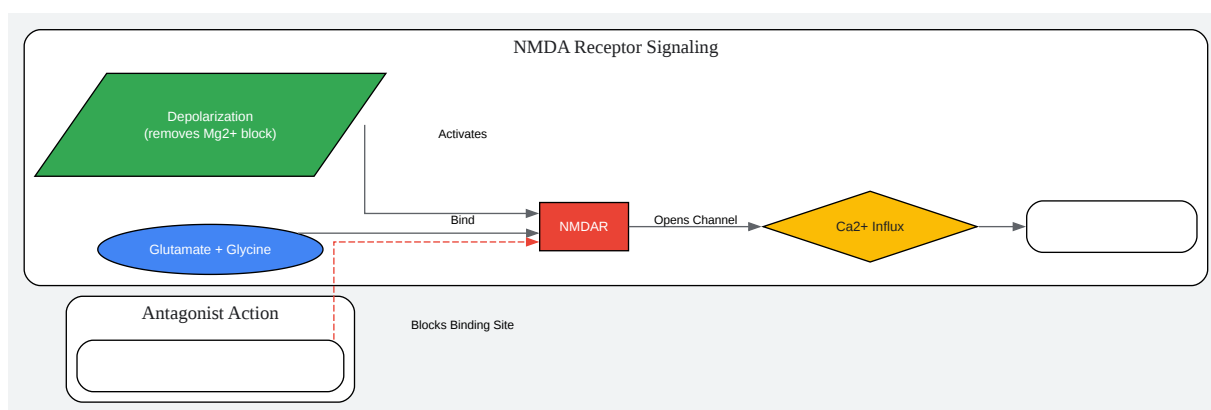 NMDA Receptor Signaling
Depolarization
(removes Mg2+ block)
Activates
Bind
Glutamate + Glycine
NMDAR
Opens Channel
Ca2+ Influx
Antagonist Action
Blocks Binding Site